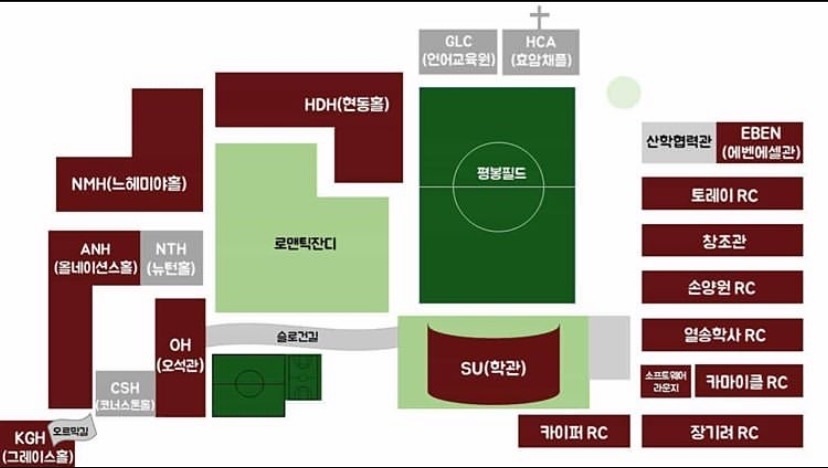 GLC
(언어교육원)
HCA
(효암채플)
HDH(현동홀)
평봉필드
산학협력관
EBEN
(에벤에셀관)
NMH(느헤미야홀)
토레이 RC
로맨틱잔디
창조관
ANH
(올네이션스홀)
NTH
(뉴턴홀)
손양원 RC
슬로건길
열송학사 RC
OH
(오석관)
SU(학관)
소프트웨어
라운지
카마이클 RC
CSH
(코너스톤홀)
KGH
(그레이스홀)
오르막길
카이퍼 RC
장기려 RC